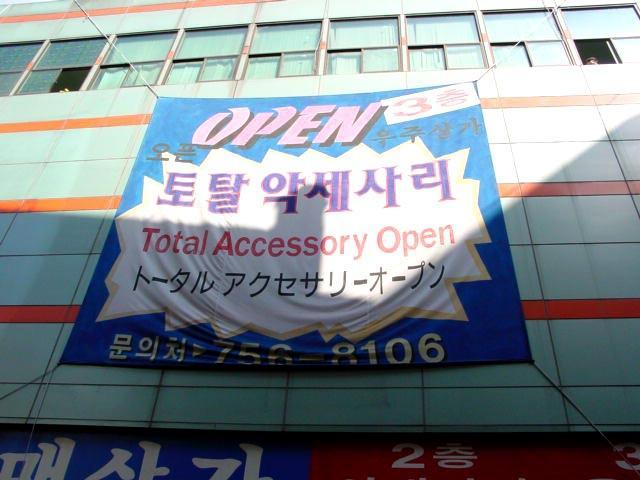 OPEN 3층
오픈 우주상가
토탈 악세사리
Total Accessory Open
トータル アクセサリーオープン
문의처 756-8106
2층